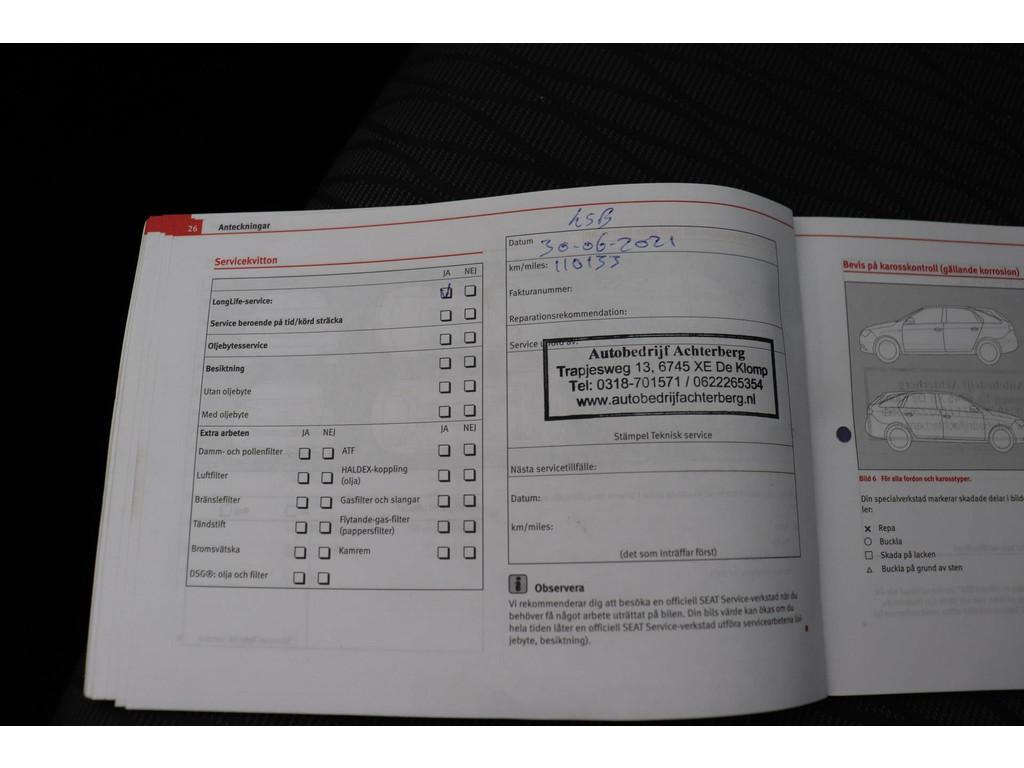 26 Anteckningar
Servicekvitton
JA NEJ
LongLife-service:
Service beroende på tid/körd sträcka
Oljebytesservice
Besiktning
Utan oljebyte
Med oljebyte
Extra arbeten JA NEJ JA NEJ
Damm- och pollenfilter ATF
Luftfilter HALDEX-koppling
(olja)
Bränslefilter Gasfilter och slangar
Tändstift Flytande-gas-filter
(pappersfilter)
Bromsvätska Kamrem
DSG®: olja och filter
Datum 30-06-2021
km/miles: 110133
Fakturanummer:
Reparationsrekommendation:
Service
Autobedrijf Achterberg
Trapjesweg 13, 6745 XE De Klomp
Tel: 0318-701571 / 0622265354
www.autobedrijfachterberg.nl
Stämpel Teknisk service
Nästa servicetillfälle:
Datum:
km/miles:
(det som inträffar först)
i Observera
Vi rekommenderar dig att besöka en officiell SEAT Service-verkstad när du
behöver få något arbete uträttat på bilen. Din bils värde kan ökas om du
hela tiden låter en officiell SEAT Service-verkstad utföra servicearbetena (ol-
jebyte, besiktning).
Bevis på karosskontroll (gällande korrosion)
Bild 6 För alla fordon och karosstyper.
Din specialverkstad markerar skadade delar i bild-
len:
Repa
Buckla
Skada på lacken
Buckla på grund av sten